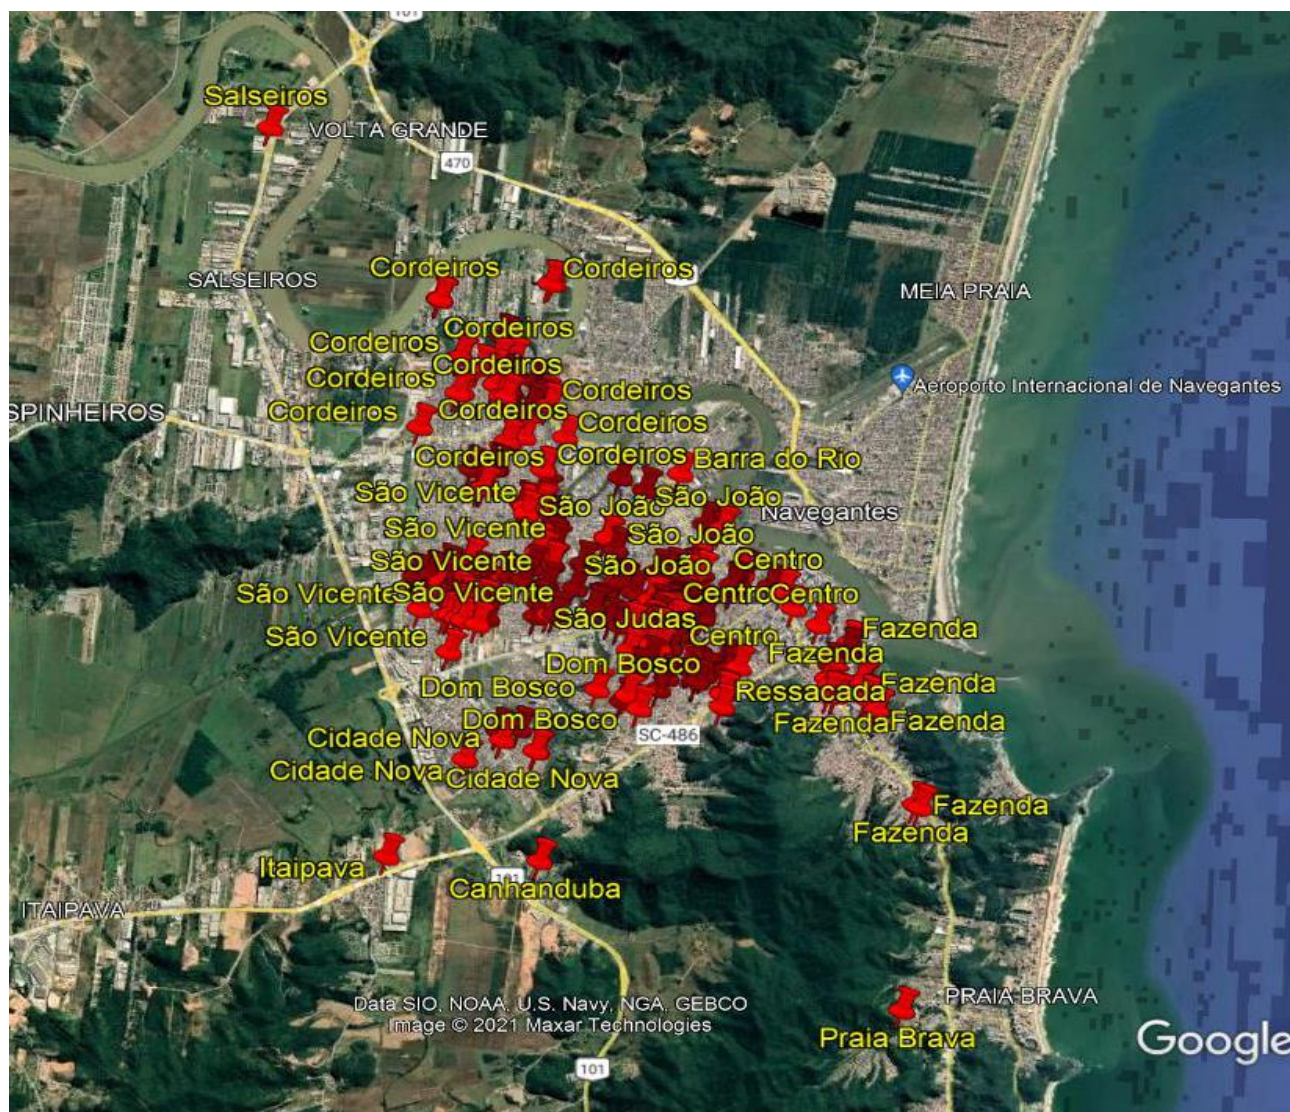 101
Salseiros
VOLTA GRANDE
470
Cordeiros
Cordeiros
SALSEIROS
MEIA PRAIA
Cordeiros
Cordeiros
Cordeiros
Cordeiros
Aeroporto Internacional de Navegantes
Cordeiros
SPINHEIROS
Cordeiros
Cordeiros
Cordeiros
Cordeiros
Cordeiros
Barra do Rio
São Vicente
São João
São João
Navegantes
São Vicente
São João
São Vicente
São João
Centro
São Vicente
São Vicente
Centro
Centro
São Judas
São Vicente
Centro
Fazenda
Fazenda
Dom Bosco
Dom Bosco
Ressacada
Fazenda
Dom Bosco
Fazenda
Fazenda
SC-486
Cidade Nova
Cidade Nova
Cidade Nova
Fazenda
Fazenda
Itaipava
101
Canhanduba
ITAIPAVA
Data SIO, NOAA, U.S. Navy, NGA, GEBCO
Image © 2021 Maxar Technologies
PRAIA BRAVA
Praia Brava
Google
101